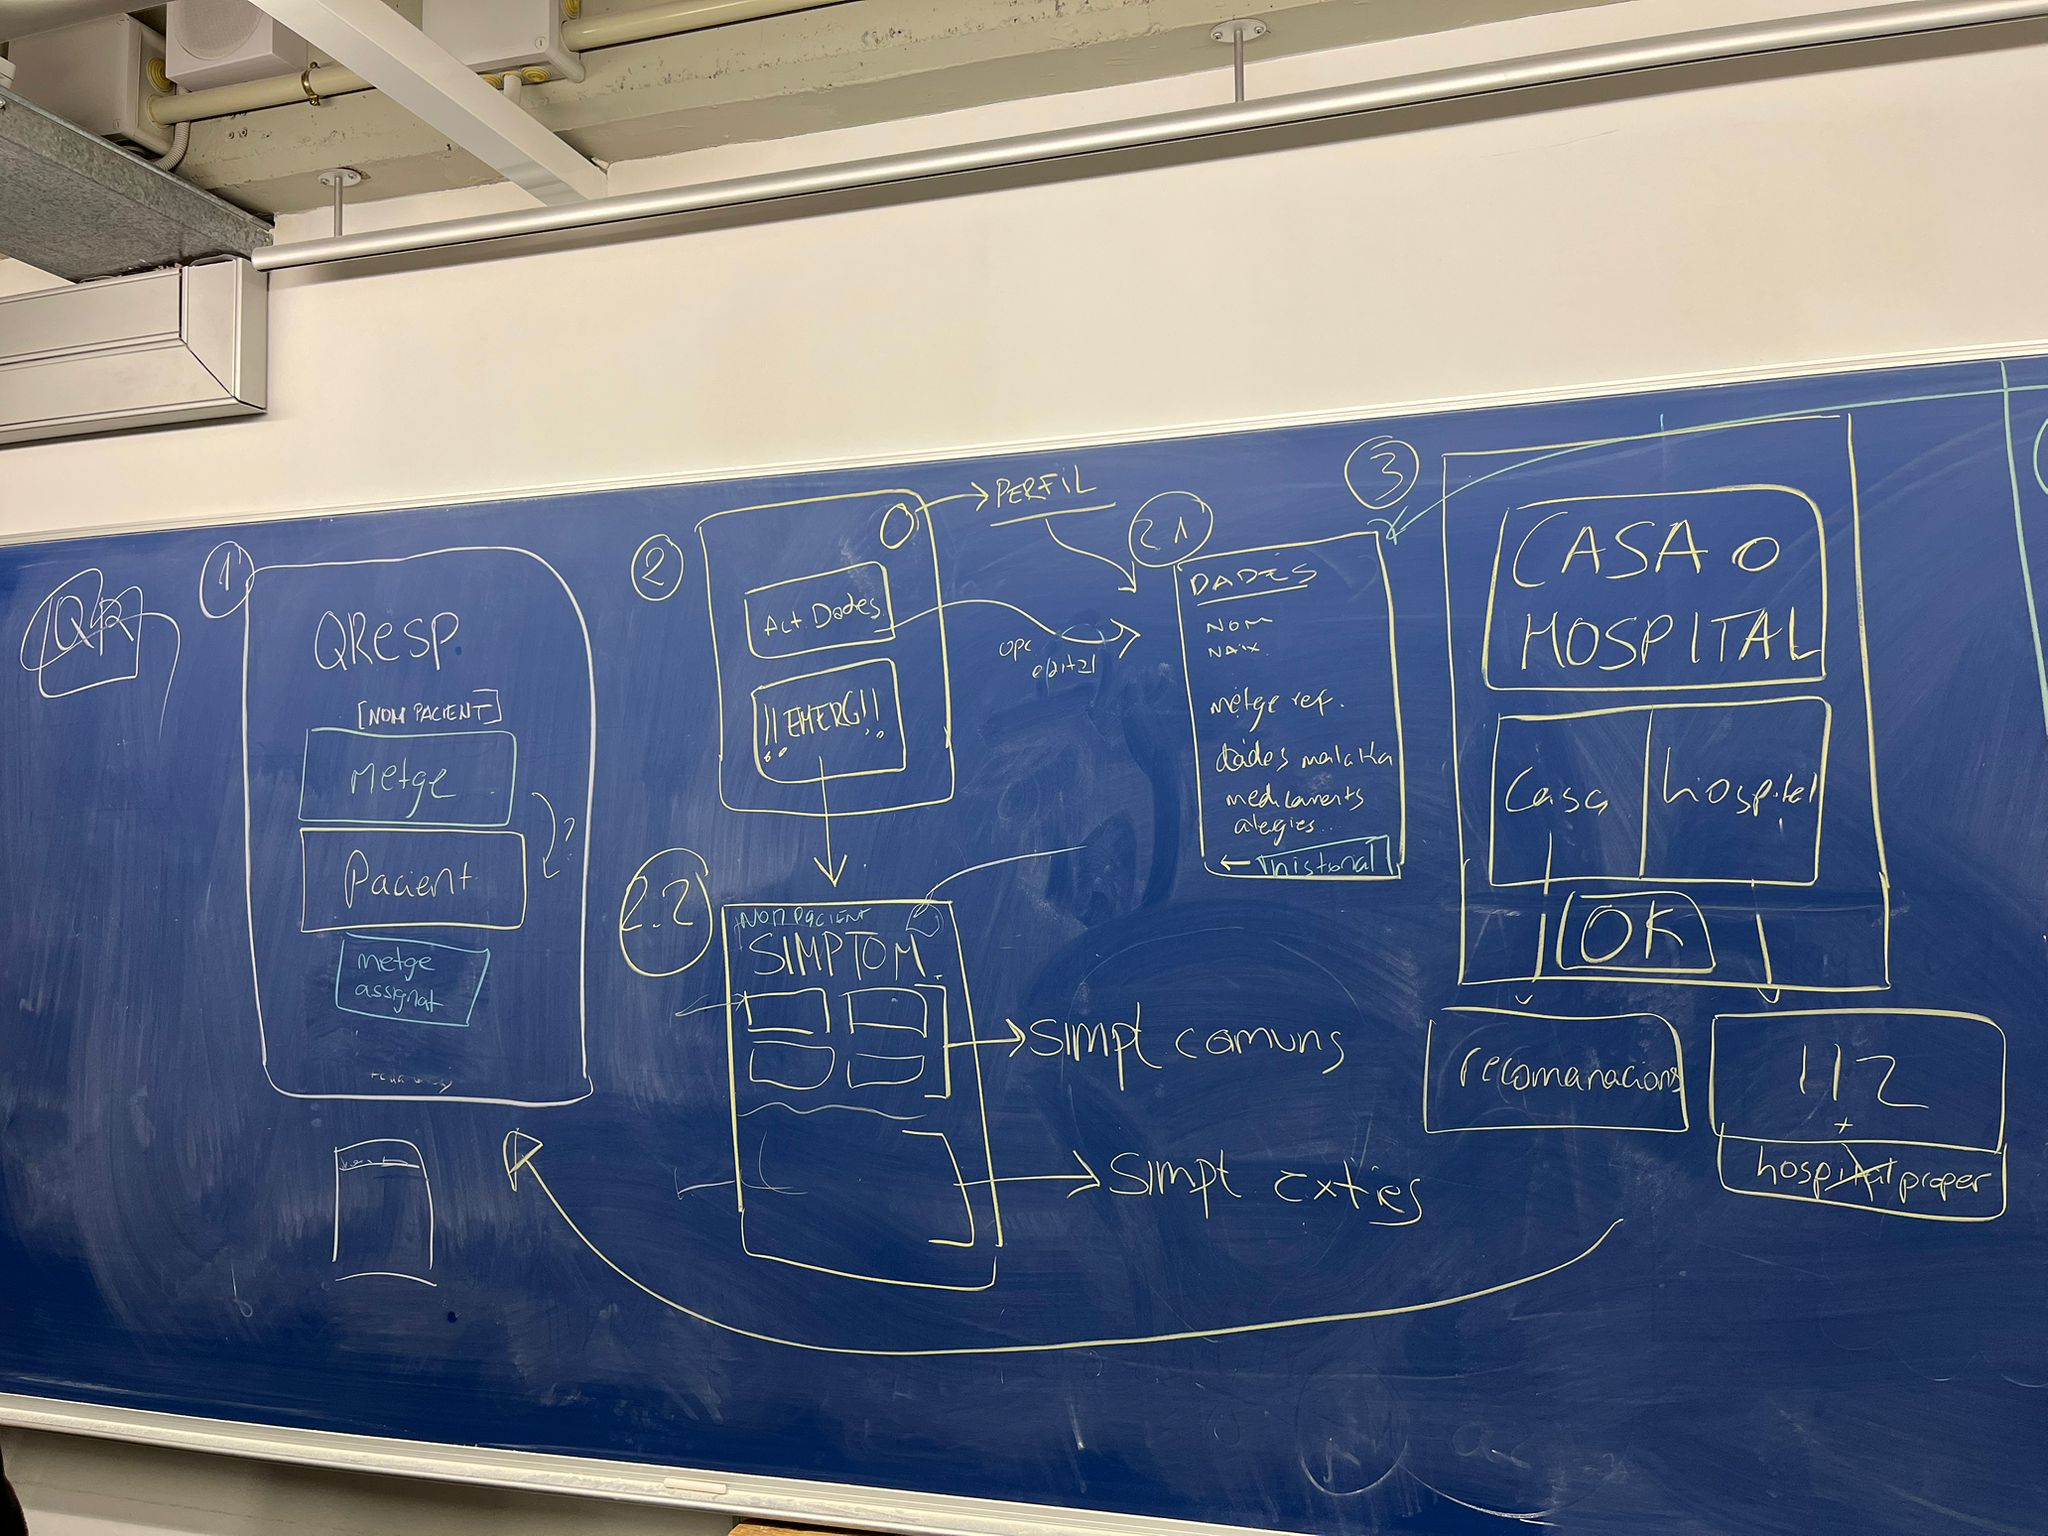 QR
1
QResp
[NOM PACIENT]
Metge
?
Pacient
metge
assignat
2
PERFIL
Act. Dades
!! EMERG !!
opc
2.1
DADES
NOM
NAIX.
metge ref.
dades malaltia
medicaments
alergies..
← historial
2.2
NOM PACIENT
SIMPTOM.
Simpt comuns
Simpt extres
3
CASA O
HOSPITAL
Casa
hospital
OK
recomanacions
112
+
hospital proper